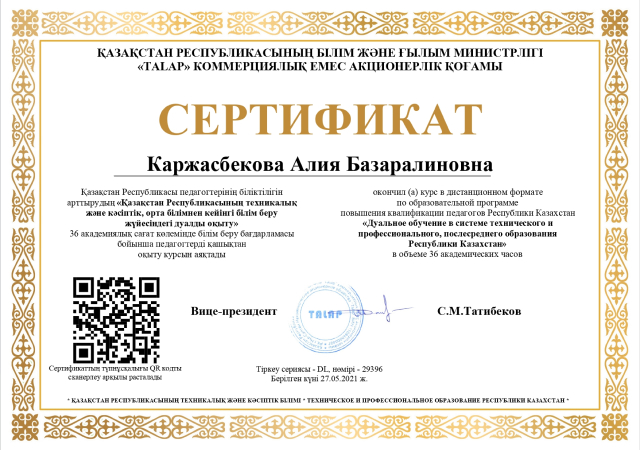 ҚАЗАҚСТАН РЕСПУБЛИКАСЫНЫҢ БІЛІМ ЖӘНЕ ҒЫЛЫМ МИНИСТРЛІГІ
«TALAP» КОММЕРЦИЯЛЫҚ ЕМЕС АКЦИОНЕРЛІК ҚОҒАМЫ
СЕРТИФИКАТ
Каржасбекова Алия Базаралиновна
Қазақстан Республикасы педагогтерінің біліктілігін
арттырудың «Қазақстан Республикасының техникалық
және кәсіптік, орта білімнен кейінгі білім беру
жүйесіндегі дуалды оқыту»
36 академиялық сағат көлемінде білім беру бағдарламасы
бойынша педагогтерді қашықтан
оқыту курсын аяқтады
окончил (а) курс в дистанционном формате
по образовательной программе
повышения квалификации педагогов Республики Казахстан
«Дуальное обучение в системе технического и
профессионального, послесреднего образования
Республики Казахстан»
в объеме 36 академических часов
Вице-президент
TALAP
С.М.Татибеков
Сертификаттың түпнұсқалығы QR кодты
сканерлеу арқылы расталады
Тіркеу сериясы - DL, нөмірі - 29396
Берілген күні 27.05.2021 ж.
* ҚАЗАҚСТАН РЕСПУБЛИКАСЫНЫҢ ТЕХНИКАЛЫҚ ЖӘНЕ КӘСІПТІК БІЛІМІ * ТЕХНИЧЕСКОЕ И ПРОФЕССИОНАЛЬНОЕ ОБРАЗОВАНИЕ РЕСПУБЛИКИ КАЗАХСТАН *